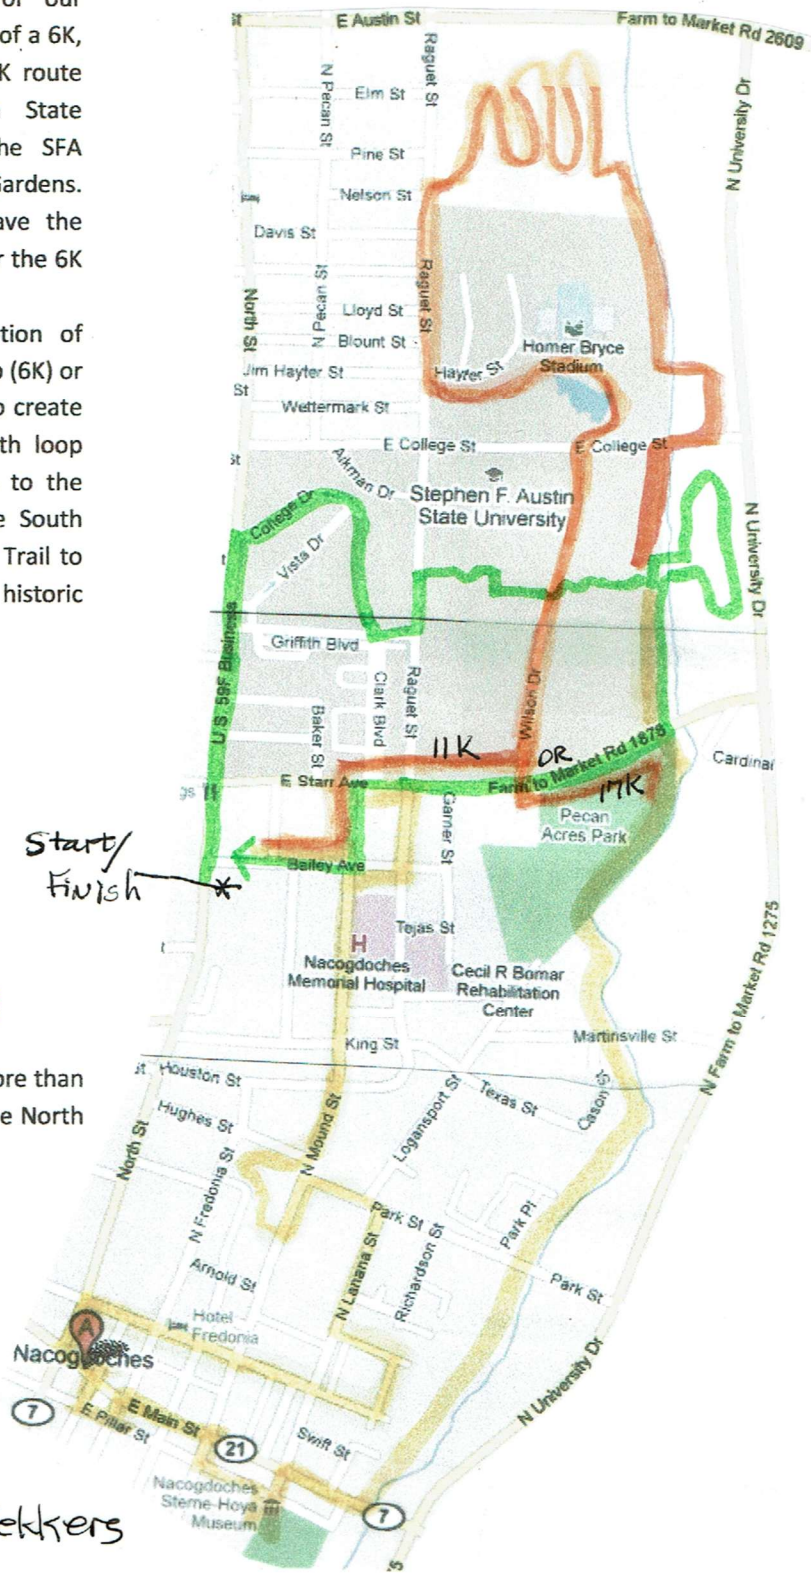 of a 6K,
K route
State
he SFA
Gardens.
ave the
r the 6K
tion of
(6K) or
create
th loop
to the
e South
Trail to
historic
ore than
e North
St
E Austin St
Farm to Market Rd 2609
Raguet St
N Pecan St
Elm St
N University Dr
Pine St
Nelson St
Davis St
North St
N Pecan St
Raguet St
Lloyd St
Blount St
Homer Bryce
Stadium
Jim Hayter St
Hayter St
St
Wettermark St
E College St
E College St
St
Aikman Dr
Stephen F. Austin
State University
College Dr
Vista Dr
N University Dr
U.S. 59F Business
Griffith Blvd
Clark Blvd
Raguet St
Baker St
Wilson Dr
11K
OR
17K
E Starr Ave
Farm to Market Rd 1878
Cardinal
Garner St
Pecan
Acres Park
Start/
Finish
Bailey Ave
Tejas St
H
Nacogdoches
Memorial Hospital
Cecil R Bomar
Rehabilitation
Center
N Farm to Market Rd 1275
King St
Martinsville St
St
Houston St
Hughes St
Texas St
Cason St
Logansport St
N Mound St
North St
N Fredonia St
Park St
Park Pl
N Lanana St
Richardson St
Arnold St
Park St
Hotel
Fredonia
A
Nacogdoches
N University Dr
7
E Pillar St
E Main St
21
Swift St
Nacogdoches
Sterne-Hoya
Museum
7
ekkers